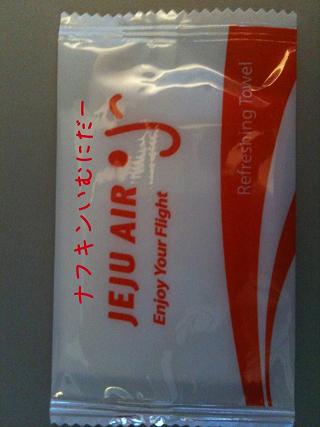 ナフキンいむにだー
JEJU AIR
Enjoy Your Flight
Refreshing Towel